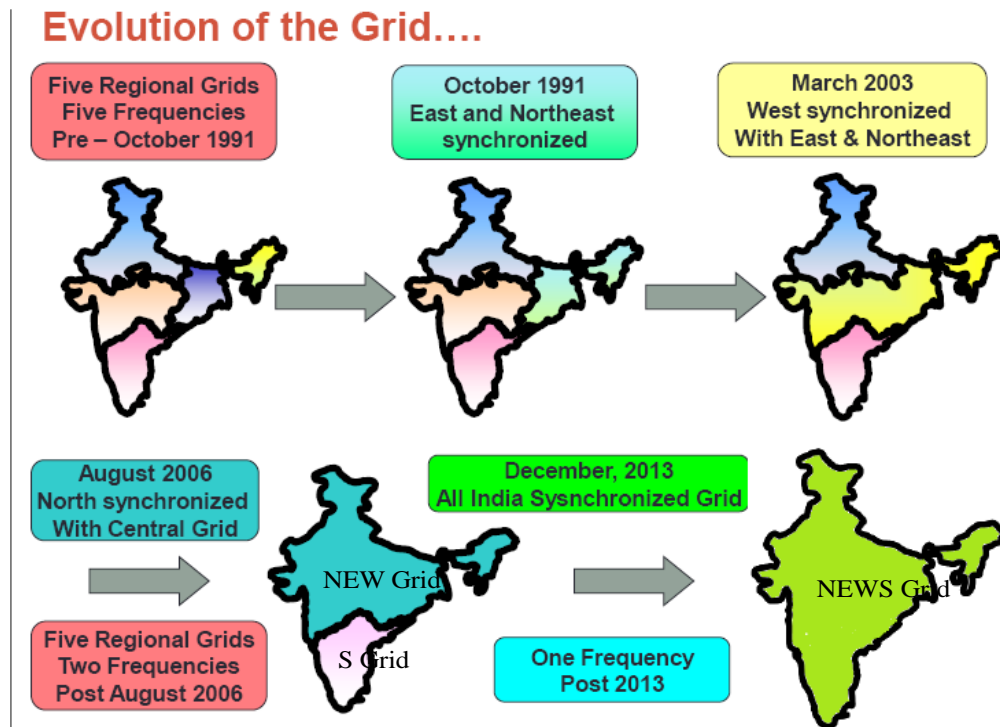 Evolution of the Grid....
Five Regional Grids
Five Frequencies
Pre – October 1991
October 1991
East and Northeast
synchronized
March 2003
West synchronized
With East & Northeast
August 2006
North synchronized
With Central Grid
December, 2013
All India Sysnchronized Grid
NEW Grid
NEWS Grid
S Grid
Five Regional Grids
Two Frequencies
Post August 2006
One Frequency
Post 2013